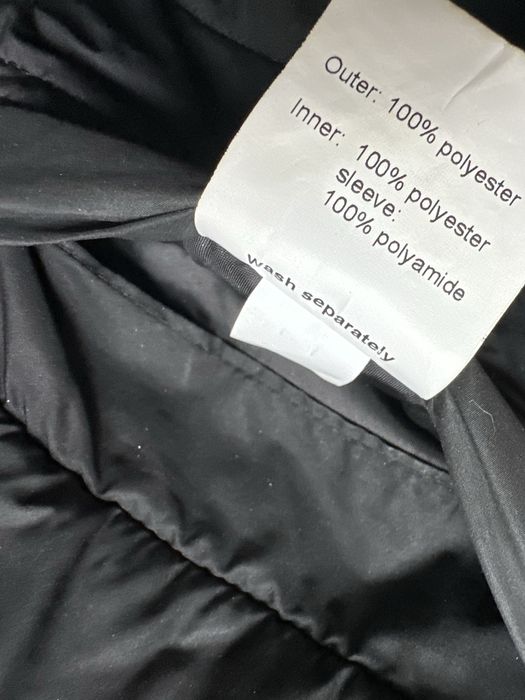 Outer: 100% polyester
Inner: 100% polyester
sleeve:
100% polyamide
wash separately